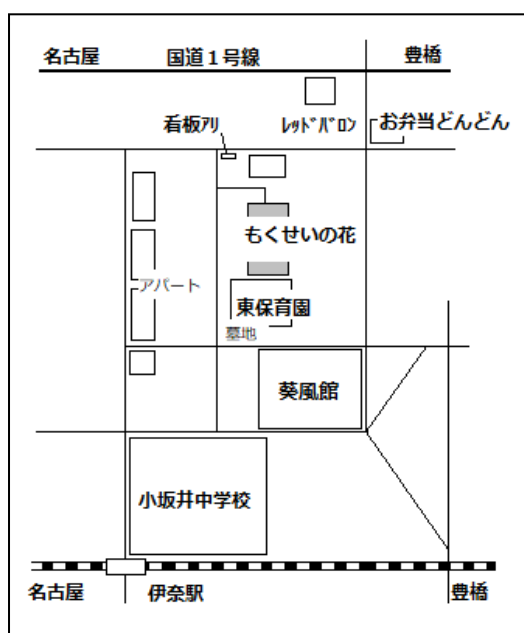 名古屋 国道1号線 豊橋
看板アリ ﾚｯﾄﾞﾊﾞﾛﾝ お弁当どんどん
もくせいの花
アパート
東保育園
墓地
葵風館
小坂井中学校
名古屋 伊奈駅 豊橋